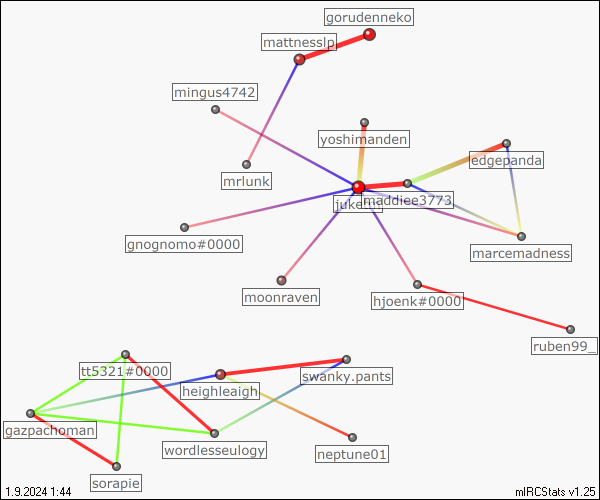 gorudenneko
mattnesslp
mingus4742
yoshimanden
edgepanda
mrlunk
maddiee3773
gnognomo#0000
marcemadness
moonraven
hjoenk#0000
ruben99_
tt5321#0000
swanky.pants
heighleaigh
gazpachoman
wordlesseulogy
neptune01
sorapie
1.9.2024 1:44
mIRCStats v1.25